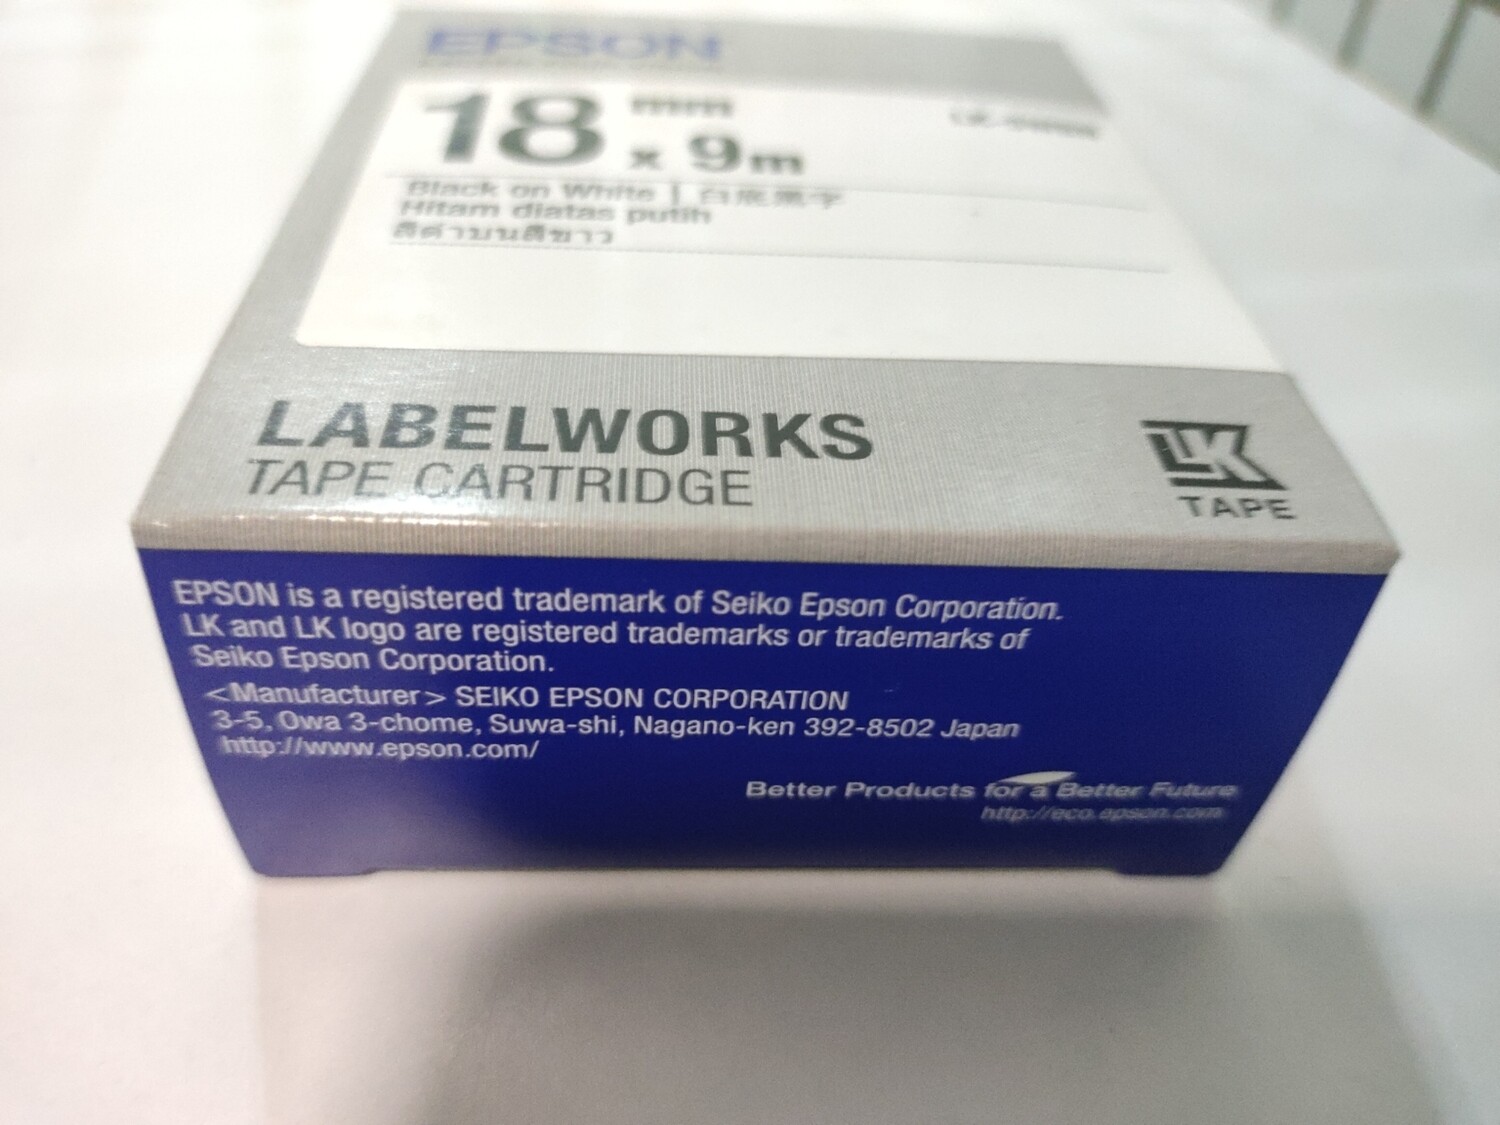 EPSON
18 mm x 9m
Black on White | 白底黑字
Hitam diatas putih
สีดำบนสีขาว
LABELWORKS
TAPE CARTRIDGE
LK
TAPE
EPSON is a registered trademark of Seiko Epson Corporation.
LK and LK logo are registered trademarks or trademarks of
Seiko Epson Corporation.
<Manufacturer> SEIKO EPSON CORPORATION
3-5, Owa 3-chome, Suwa-shi, Nagano-ken 392-8502 Japan
http://www.epson.com/
Better Products for a Better Future
http://eco.epson.com